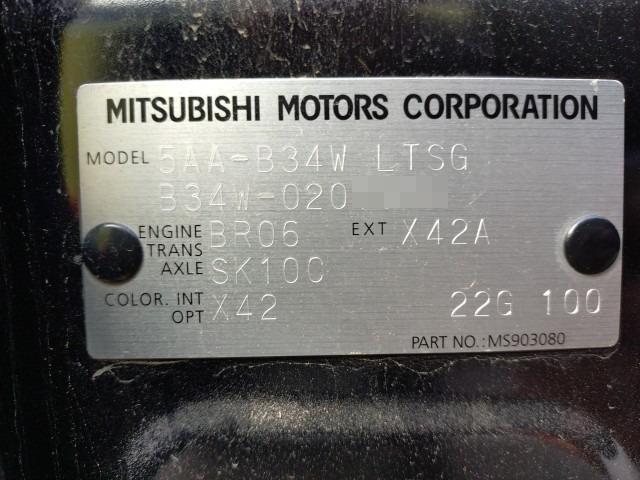 MITSUBISHI MOTORS CORPORATION
MODEL 5AA-B34W LTSG
B34W-020
ENGINE BR06 EXT X42A
TRANS
AXLE SK10C
COLOR. INT X42 22G 100
OPT
PART NO.:MS903080